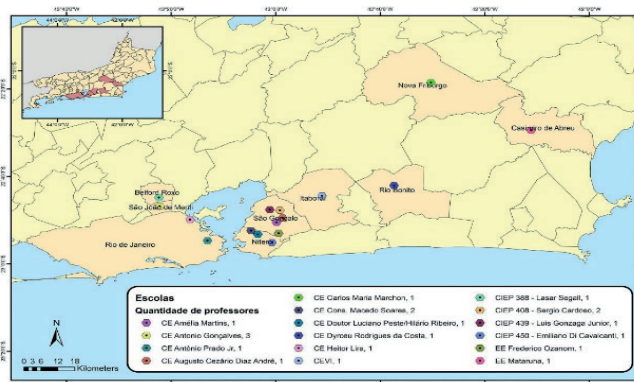 Nova Friburgo
Casimiro de Abreu
Belford Roxo
São João de Meriti
Itaboraí
Rio Bonito
São Gonçalo
Rio de Janeiro
Niterói
Escolas
Quantidade de professores
CE Amélia Martins, 1
CE Antonio Gonçalves, 3
CE Antônio Prado Jr, 1
CE Augusto Cezário Diaz André, 1
CE Carlos Maria Marchon, 1
CE Cons. Macedo Soares, 2
CE Doutor Luciano Peste/Hilário Ribeiro, 1
CE Dyrceu Rodrigues da Costa, 1
CE Heitor Lira, 1
CEVI, 1
CIEP 388 - Lasar Segall, 1
CIEP 408 - Sergio Cardoso, 2
CIEP 439 - Luis Gonzaga Junior, 1
CIEP 450 - Emiliano Di Cavalcanti, 1
EE Frederico Ozanom, 1
EE Mataruna, 1
N
0 3 6 12 18
Kilometers